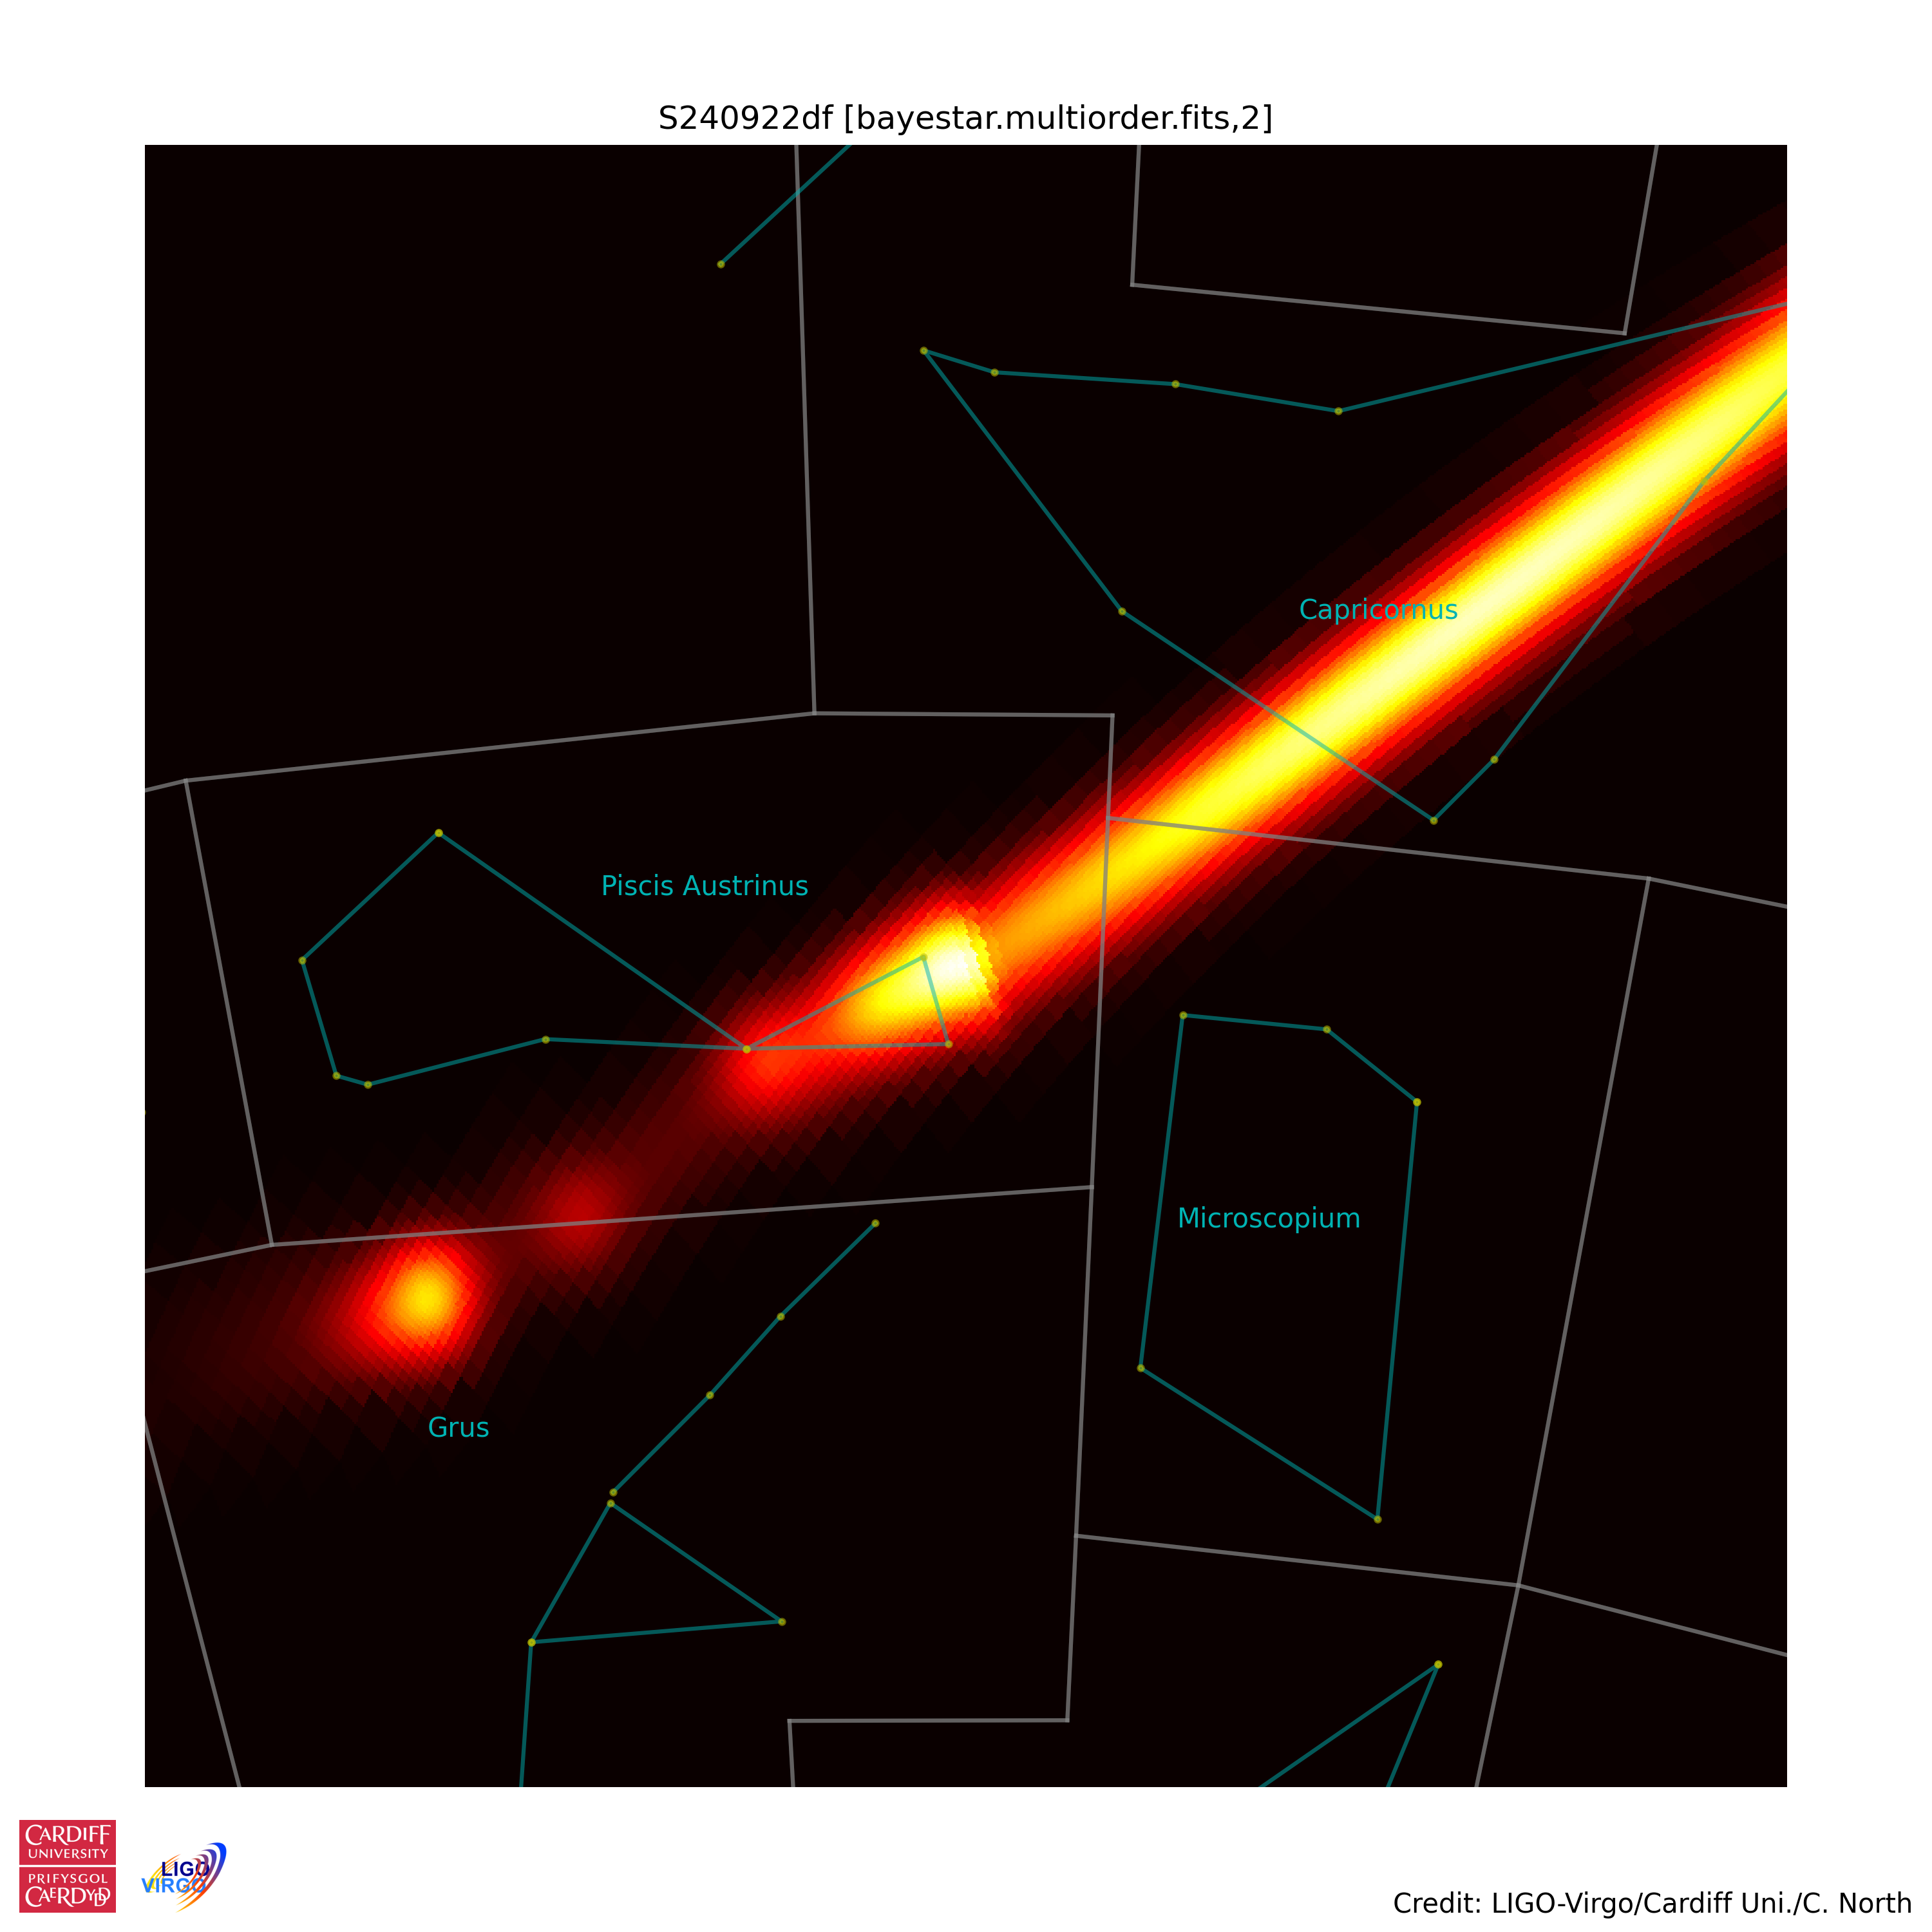 S240922df [bayestar.multiorder.fits,2]
Capricornus
Piscis Austrinus
Microscopium
Grus
CARDIFF
UNIVERSITY
PRIFYSGOL
CAERDYDD
LIGO
VIRGO
Credit: LIGO-Virgo/Cardiff Uni./C. North